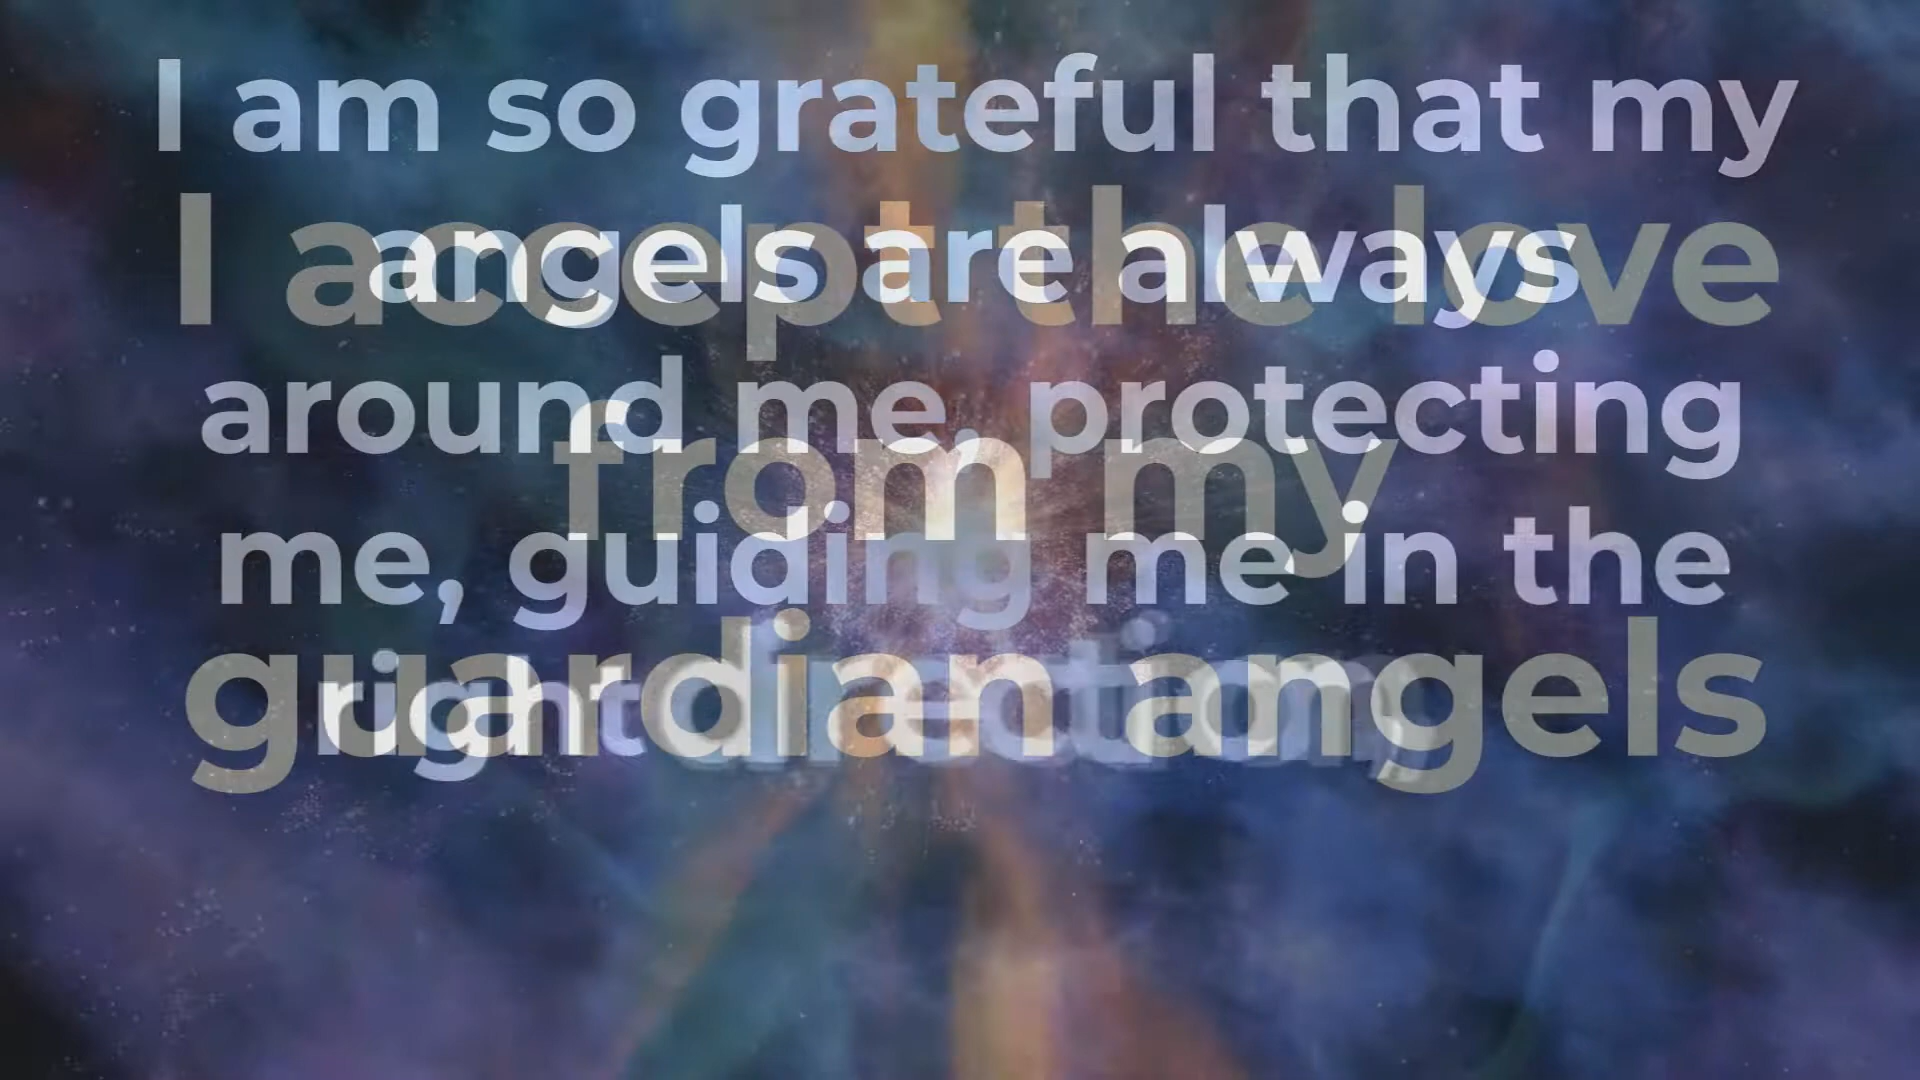 I am so grateful that my
angels are always
around me, protecting
me, guiding me in the
right direction,
I accept the love
from my
guardian angels